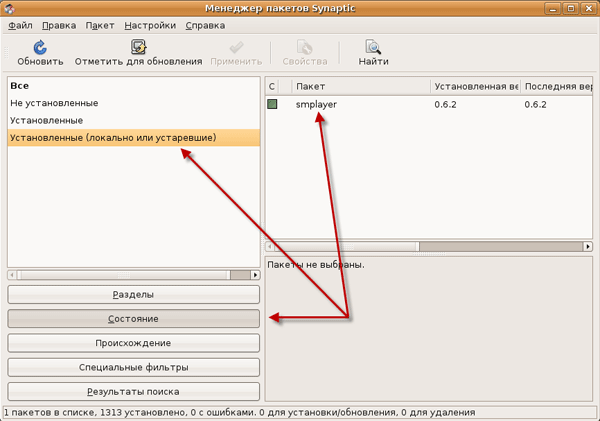 Менеджер пакетов Synaptic
Файл Правка Пакет Настройки Справка
Обновить Отметить для обновления Применить Свойства Найти
Все
Не установленные
Установленные
Установленные (локально или устаревшие)
С Пакет Установленная ве Последняя вер
smplayer 0.6.2 0.6.2
Пакеты не выбраны.
Разделы
Состояние
Происхождение
Специальные фильтры
Результаты поиска
1 пакетов в списке, 1313 установлено, 0 с ошибками. 0 для установки/обновления, 0 для удаления